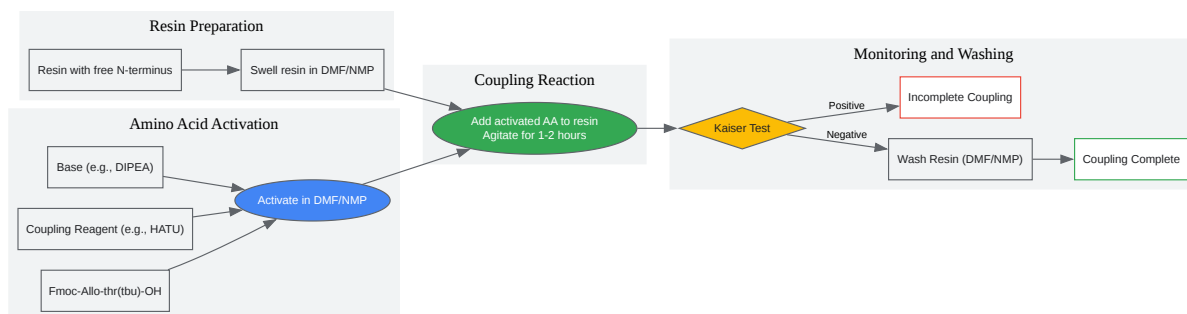 Resin Preparation
Resin with free N-terminus
Swell resin in DMF/NMP
Amino Acid Activation
Base (e.g., DIPEA)
Coupling Reagent (e.g., HATU)
Fmoc-Allo-thr(tbu)-OH
Activate in DMF/NMP
Coupling Reaction
Add activated AA to resin
Agitate for 1-2 hours
Monitoring and Washing
Kaiser Test
Positive
Incomplete Coupling
Negative
Wash Resin (DMF/NMP)
Coupling Complete